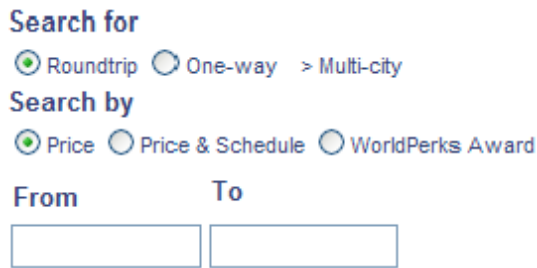 Search for
Roundtrip One-way > Multi-city
Search by
Price Price & Schedule WorldPerks Award
From To